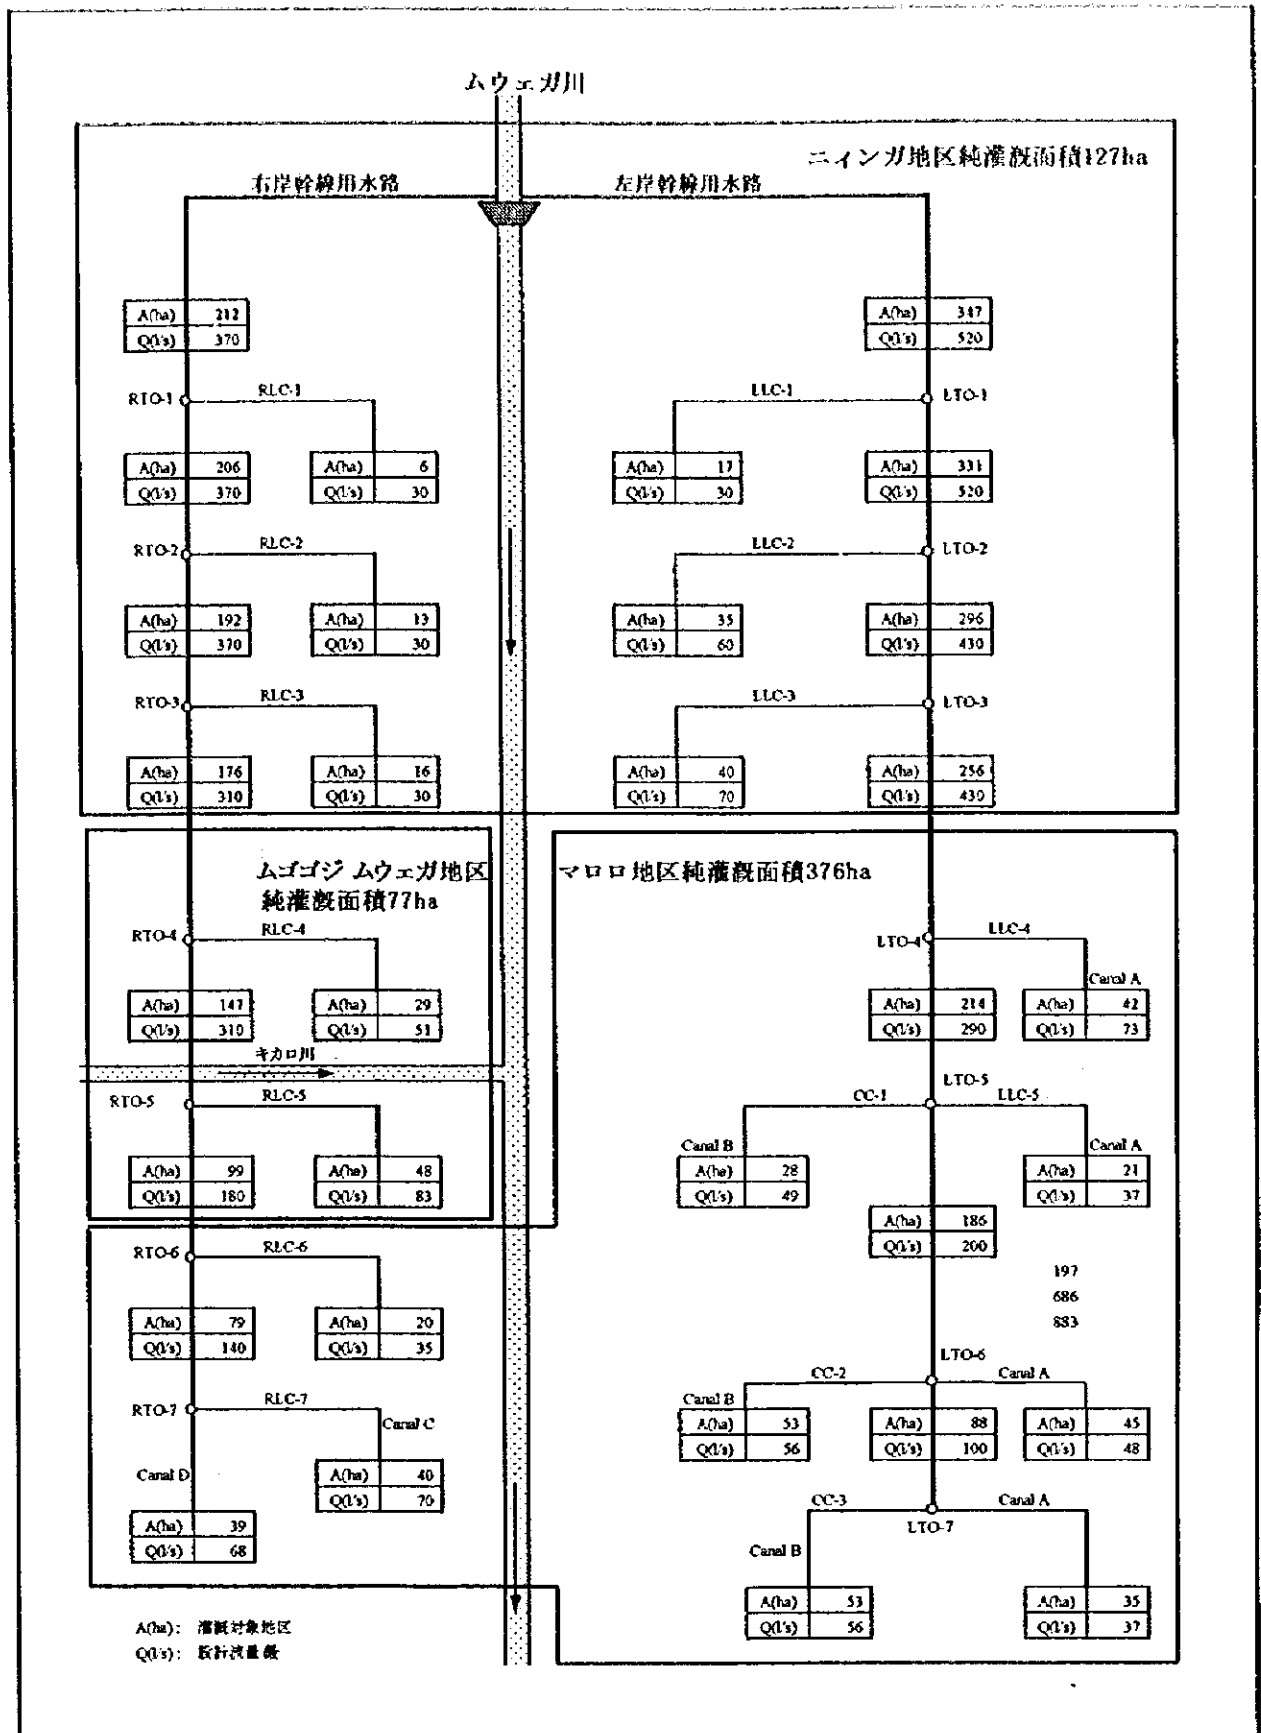 ムウェガ川
ニィンガ地区純灌漑面積127ha
右岸幹線用水路
左岸幹線用水路
A(ha) 212
Q(l/s) 370
A(ha) 347
Q(l/s) 520
RTO-1 RLC-1
LLC-1 LTO-1
A(ha) 206
Q(l/s) 370
A(ha) 6
Q(l/s) 30
A(ha) 17
Q(l/s) 30
A(ha) 331
Q(l/s) 520
RTO-2 RLC-2
LLC-2 LTO-2
A(ha) 192
Q(l/s) 370
A(ha) 13
Q(l/s) 30
A(ha) 35
Q(l/s) 60
A(ha) 296
Q(l/s) 430
RTO-3 RLC-3
LLC-3 LTO-3
A(ha) 176
Q(l/s) 310
A(ha) 16
Q(l/s) 30
A(ha) 40
Q(l/s) 70
A(ha) 256
Q(l/s) 430
ムゴゴジ ムウェガ地区
純灌漑面積77ha
マロロ地区純灌漑面積376ha
RTO-4 RLC-4
LTO-4 LLC-4
Canal A
A(ha) 147
Q(l/s) 310
A(ha) 29
Q(l/s) 51
A(ha) 214
Q(l/s) 290
A(ha) 42
Q(l/s) 73
キカロ川
RTO-5 RLC-5
CC-1 LTO-5 LLC-5
Canal B
Canal A
A(ha) 99
Q(l/s) 180
A(ha) 48
Q(l/s) 83
A(ha) 28
Q(l/s) 49
A(ha) 21
Q(l/s) 37
A(ha) 186
Q(l/s) 200
RTO-6 RLC-6
197
686
883
A(ha) 79
Q(l/s) 140
A(ha) 20
Q(l/s) 35
CC-2 LTO-6 Canal A
Canal B
A(ha) 53
Q(l/s) 56
A(ha) 88
Q(l/s) 100
A(ha) 45
Q(l/s) 48
RTO-7 RLC-7
Canal C
Canal D
A(ha) 40
Q(l/s) 70
A(ha) 39
Q(l/s) 68
CC-3 LTO-7 Canal A
Canal B
A(ha) 53
Q(l/s) 56
A(ha) 35
Q(l/s) 37
A(ha): 灌漑対象地区
Q(l/s): 設計流量